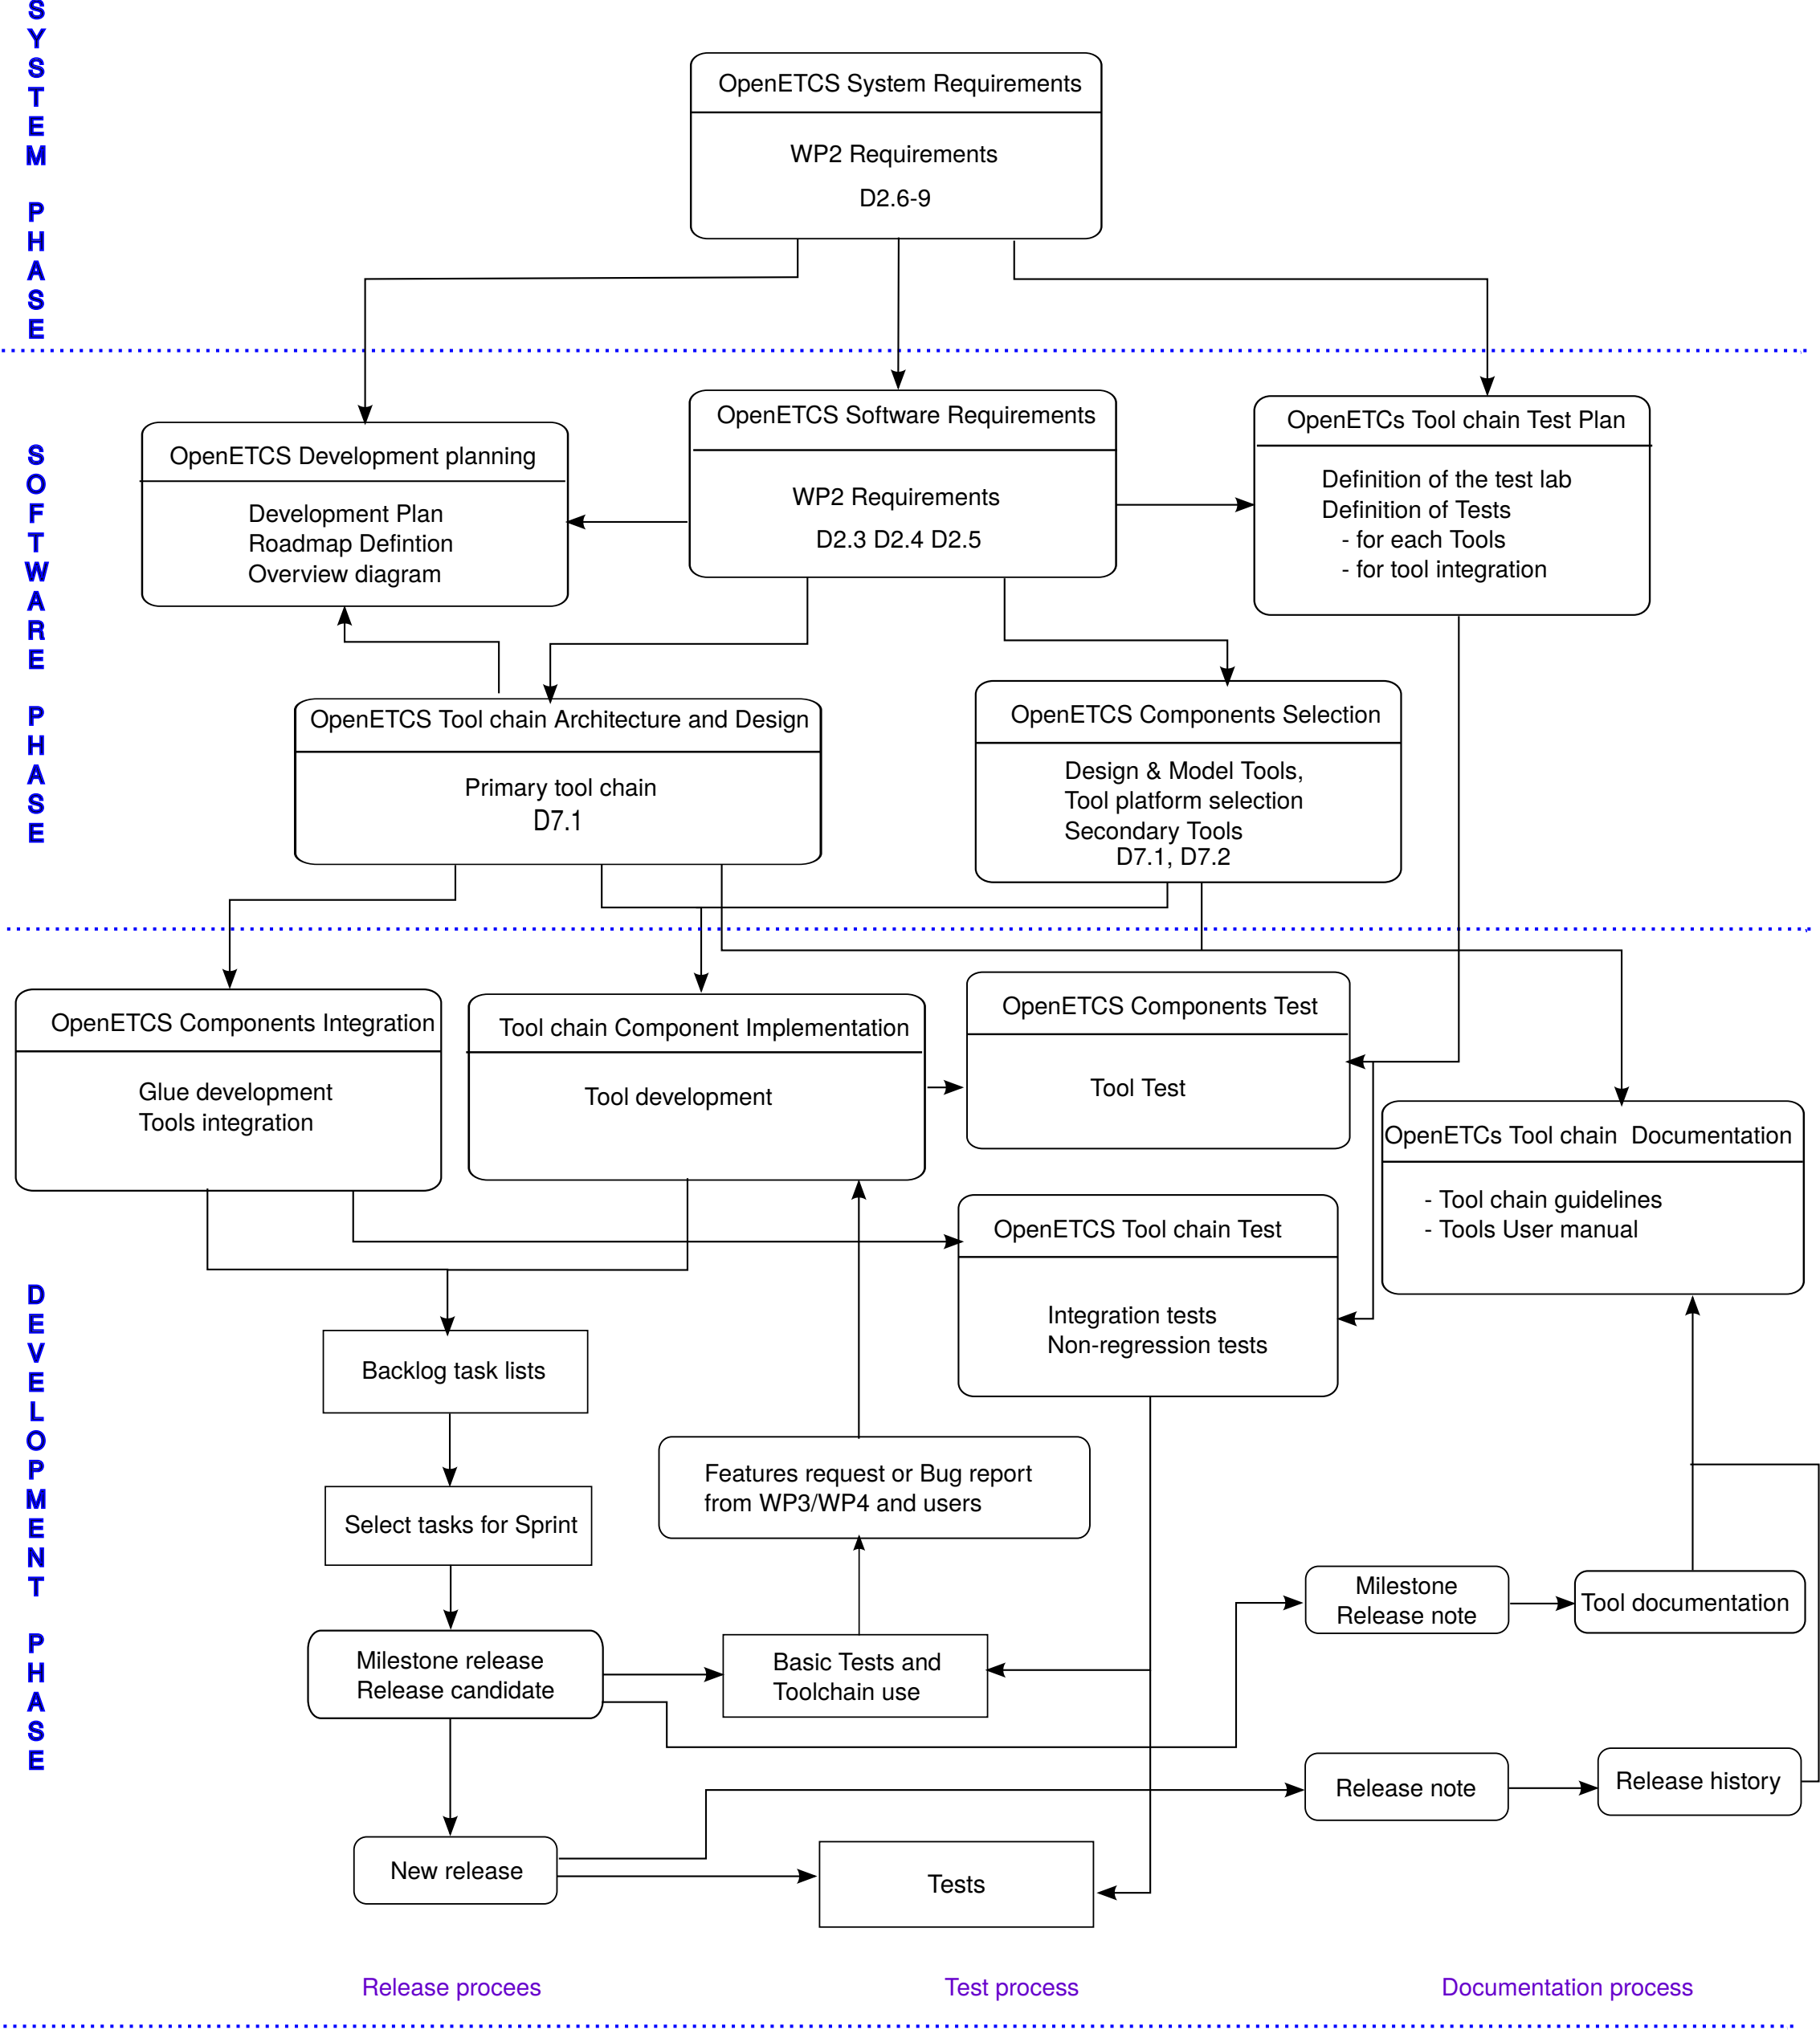 SYSTEM PHASE
OpenETCS System Requirements
WP2 Requirements
D2.6-9
SOFTWARE PHASE
OpenETCS Development planning
Development Plan
Roadmap Defintion
Overview diagram
OpenETCS Software Requirements
WP2 Requirements
D2.3 D2.4 D2.5
OpenETCs Tool chain Test Plan
Definition of the test lab
Definition of Tests
- for each Tools
- for tool integration
OpenETCS Tool chain Architecture and Design
Primary tool chain
D7.1
OpenETCS Components Selection
Design & Model Tools,
Tool platform selection
Secondary Tools
D7.1, D7.2
DEVELOPMENT PHASE
OpenETCS Components Integration
Glue development
Tools integration
Tool chain Component Implementation
Tool development
OpenETCS Components Test
Tool Test
OpenETCs Tool chain  Documentation
- Tool chain guidelines
- Tools User manual
OpenETCS Tool chain Test
Integration tests
Non-regression tests
Backlog task lists
Features request or Bug report
from WP3/WP4 and users
Select tasks for Sprint
Milestone
Release note
Tool documentation
Milestone release
Release candidate
Basic Tests and
Toolchain use
Release note
Release history
New release
Tests
Release procees
Test process
Documentation process